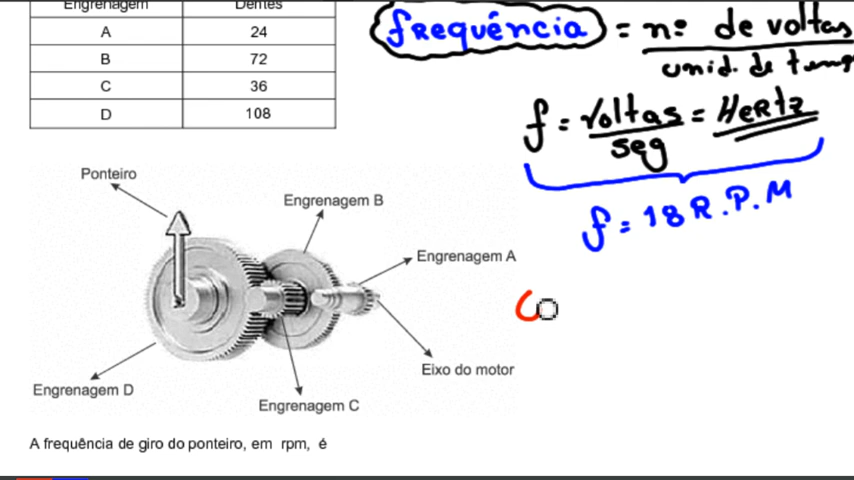 Engrenagem Dentes
A 24
B 72
C 36
D 108
frequência = nº de voltas
unid. de temp
f = voltas = Hertz
seg
f = 18 R.P.M
Ponteiro
Engrenagem B
Engrenagem A
Eixo do motor
Engrenagem D
Engrenagem C
A frequência de giro do ponteiro, em rpm, é